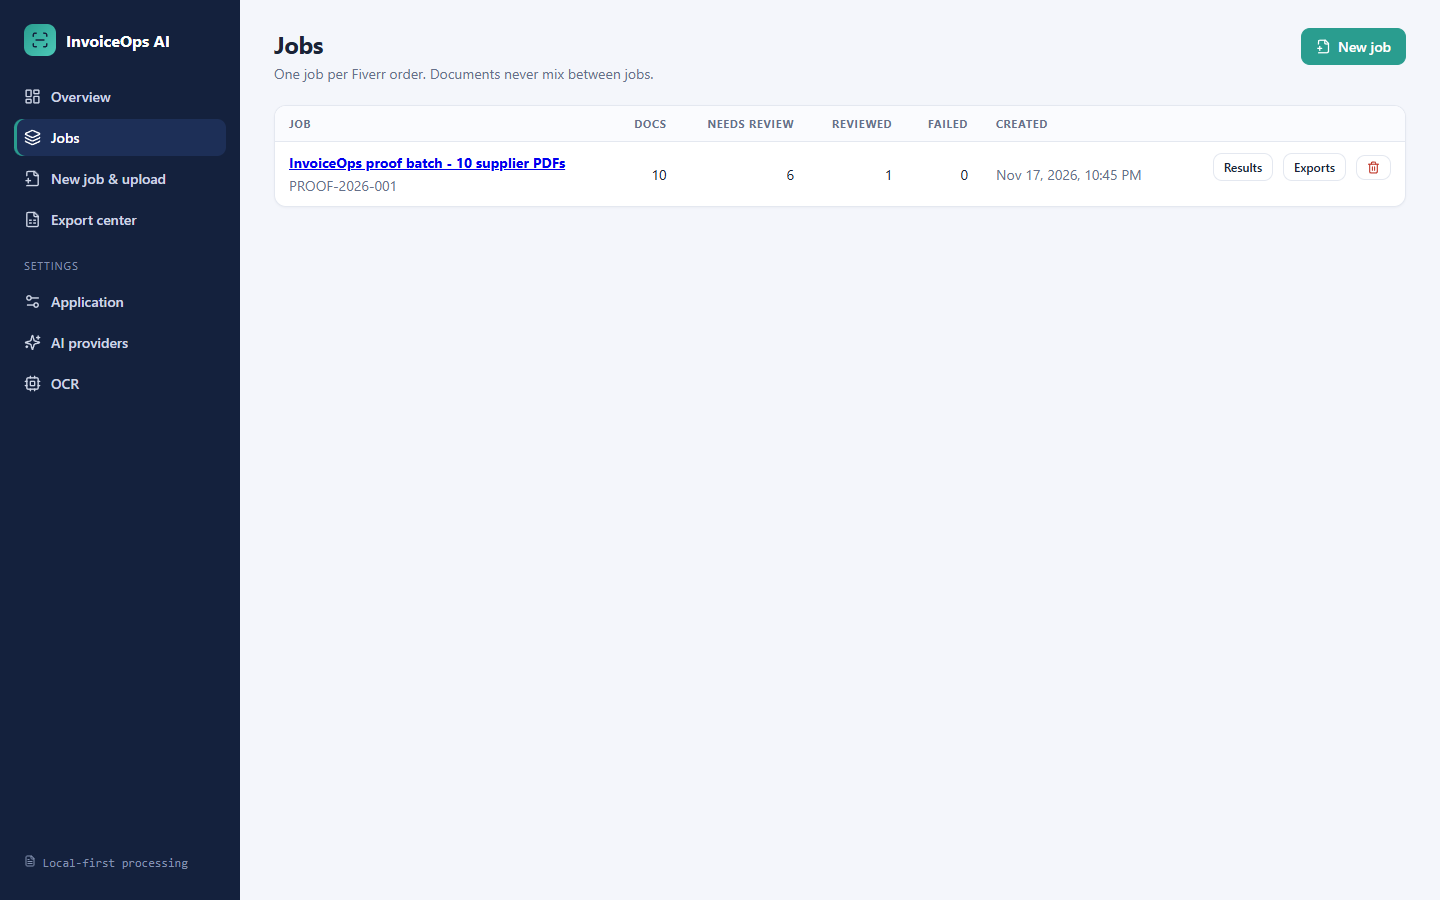 InvoiceOps AI
Overview
Jobs
New job & upload
Export center
SETTINGS
Application
AI providers
OCR
Local-first processing
Jobs
One job per Fiverr order. Documents never mix between jobs.
New job
JOB DOCS NEEDS REVIEW REVIEWED FAILED CREATED
InvoiceOps proof batch - 10 supplier PDFs
PROOF-2026-001
10 6 1 0 Nov 17, 2026, 10:45 PM Results Exports